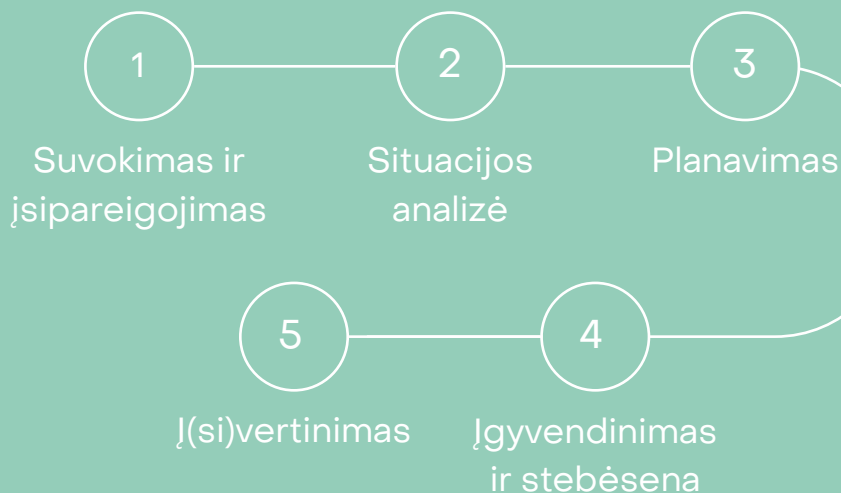 1
Suvokimas ir
įsipareigojimas
2
Situacijos
analizė
3
Planavimas
4
Įgyvendinimas
ir stebėsena
5
Į(si)vertinimas